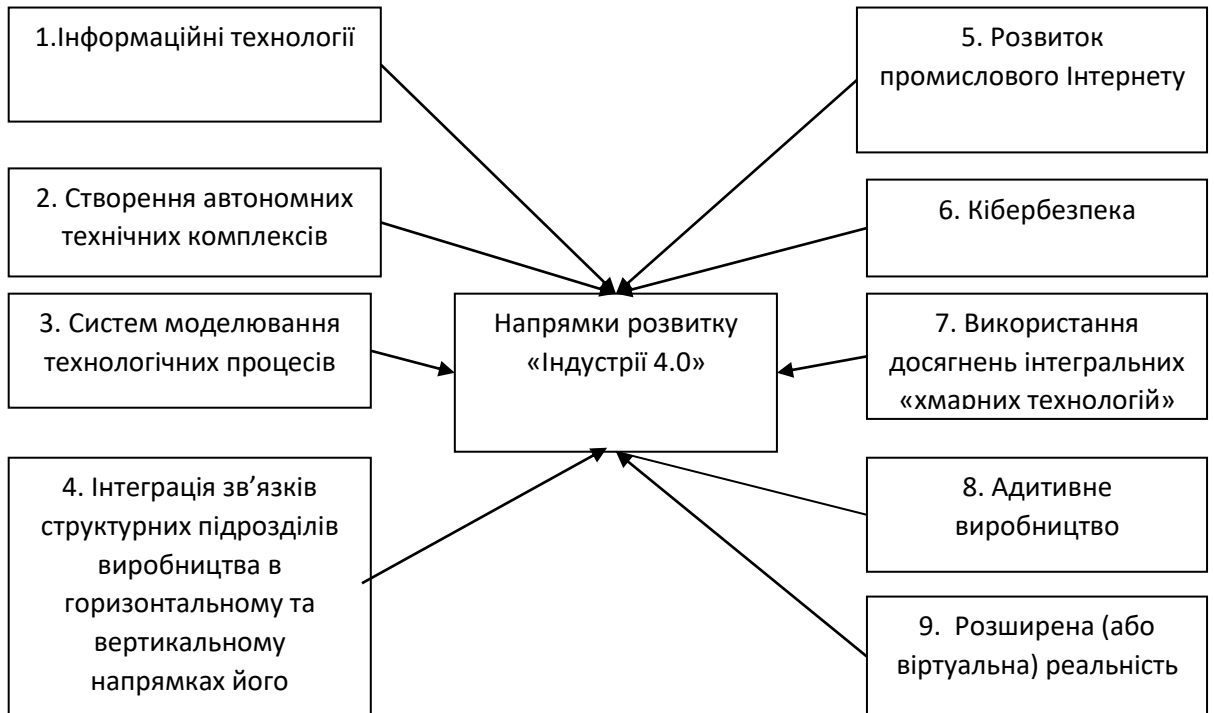 1.Інформаційні технології
2. Створення автономних
технічних комплексів
3. Систем моделювання
технологічних процесів
4. Інтеграція зв’язків
структурних підрозділів
виробництва в
горизонтальному та
вертикальному
напрямках його
Напрямки розвитку
«Індустрії 4.0»
5. Розвиток
промислового Інтернету
6. Кібербезпека
7. Використання
досягнень інтегральних
«хмарних технологій»
8. Адитивне
виробництво
9. Розширена (або
віртуальна) реальність